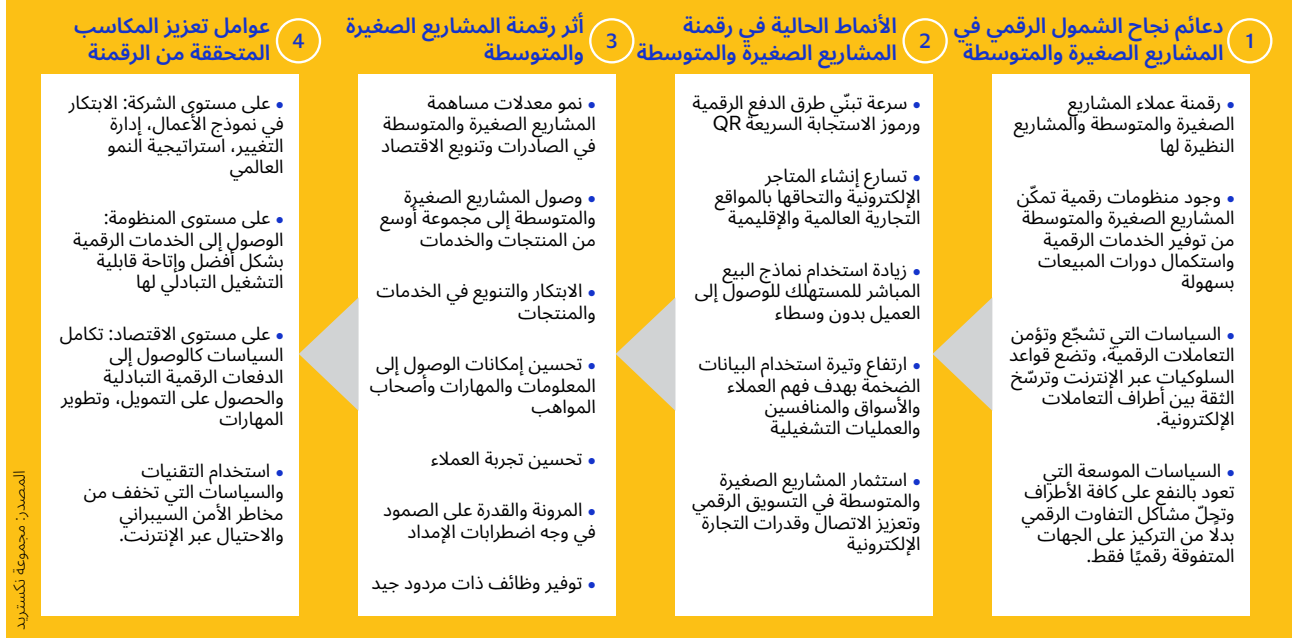 1
دعائم نجاح الشمول الرقمي في
المشاريع الصغيرة والمتوسطة
• رقمنة عملاء المشاريع
الصغيرة والمتوسطة والمشاريع
النظيرة لها
• وجود منظومات رقمية تمكّن
المشاريع الصغيرة والمتوسطة
من توفير الخدمات الرقمية
واستكمال دورات المبيعات
بسهولة
• السياسات التي تشجّع وتؤمن
التعاملات الرقمية، وتضع قواعد
السلوكيات عبر الإنترنت وترسّخ
الثقة بين أطراف التعاملات
الإلكترونية.
• السياسات الموسعة التي
تعود بالنفع على كافة الأطراف
وتحلّ مشاكل التفاوت الرقمي
بدلًا من التركيز على الجهات
المتفوقة رقميًا فقط.
2
الأنماط الحالية في رقمنة
المشاريع الصغيرة والمتوسطة
• سرعة تبنّي طرق الدفع الرقمية
ورموز الاستجابة السريعة QR
• تسارع إنشاء المتاجر
الإلكترونية والتحاقها بالمواقع
التجارية العالمية والإقليمية
• زيادة استخدام نماذج البيع
المباشر للمستهلك للوصول إلى
العميل بدون وسطاء
• ارتفاع وتيرة استخدام البيانات
الضخمة بهدف فهم العملاء
والأسواق والمنافسين
والعمليات التشغيلية
• استثمار المشاريع الصغيرة
والمتوسطة في التسويق الرقمي
وتعزيز الاتصال وقدرات التجارة
الإلكترونية
3
أثر رقمنة المشاريع الصغيرة
والمتوسطة
• نمو معدلات مساهمة
المشاريع الصغيرة والمتوسطة
في الصادرات وتنويع الاقتصاد
• وصول المشاريع الصغيرة
والمتوسطة إلى مجموعة أوسع
من المنتجات والخدمات
• الابتكار والتنويع في الخدمات
والمنتجات
• تحسين إمكانات الوصول إلى
المعلومات والمهارات وأصحاب
المواهب
• تحسين تجربة العملاء
• المرونة والقدرة على الصمود
في وجه اضطرابات الإمداد
• توفير وظائف ذات مردود جيد
4
عوامل تعزيز المكاسب
المتحققة من الرقمنة
• على مستوى الشركة: الابتكار
في نموذج الأعمال، إدارة
التغيير، استراتيجية النمو
العالمي
• على مستوى المنظومة:
الوصول إلى الخدمات الرقمية
بشكل أفضل وإتاحة قابلية
التشغيل التبادلي لها
• على مستوى الاقتصاد: تكامل
السياسات كالوصول إلى
الدفعات الرقمية التبادلية
والحصول على التمويل، وتطوير
المهارات
• استخدام التقنيات
والسياسات التي تخفف من
مخاطر الأمن السيبراني
والاحتيال عبر الإنترنت.
المصدر: مجموعة نكستريد